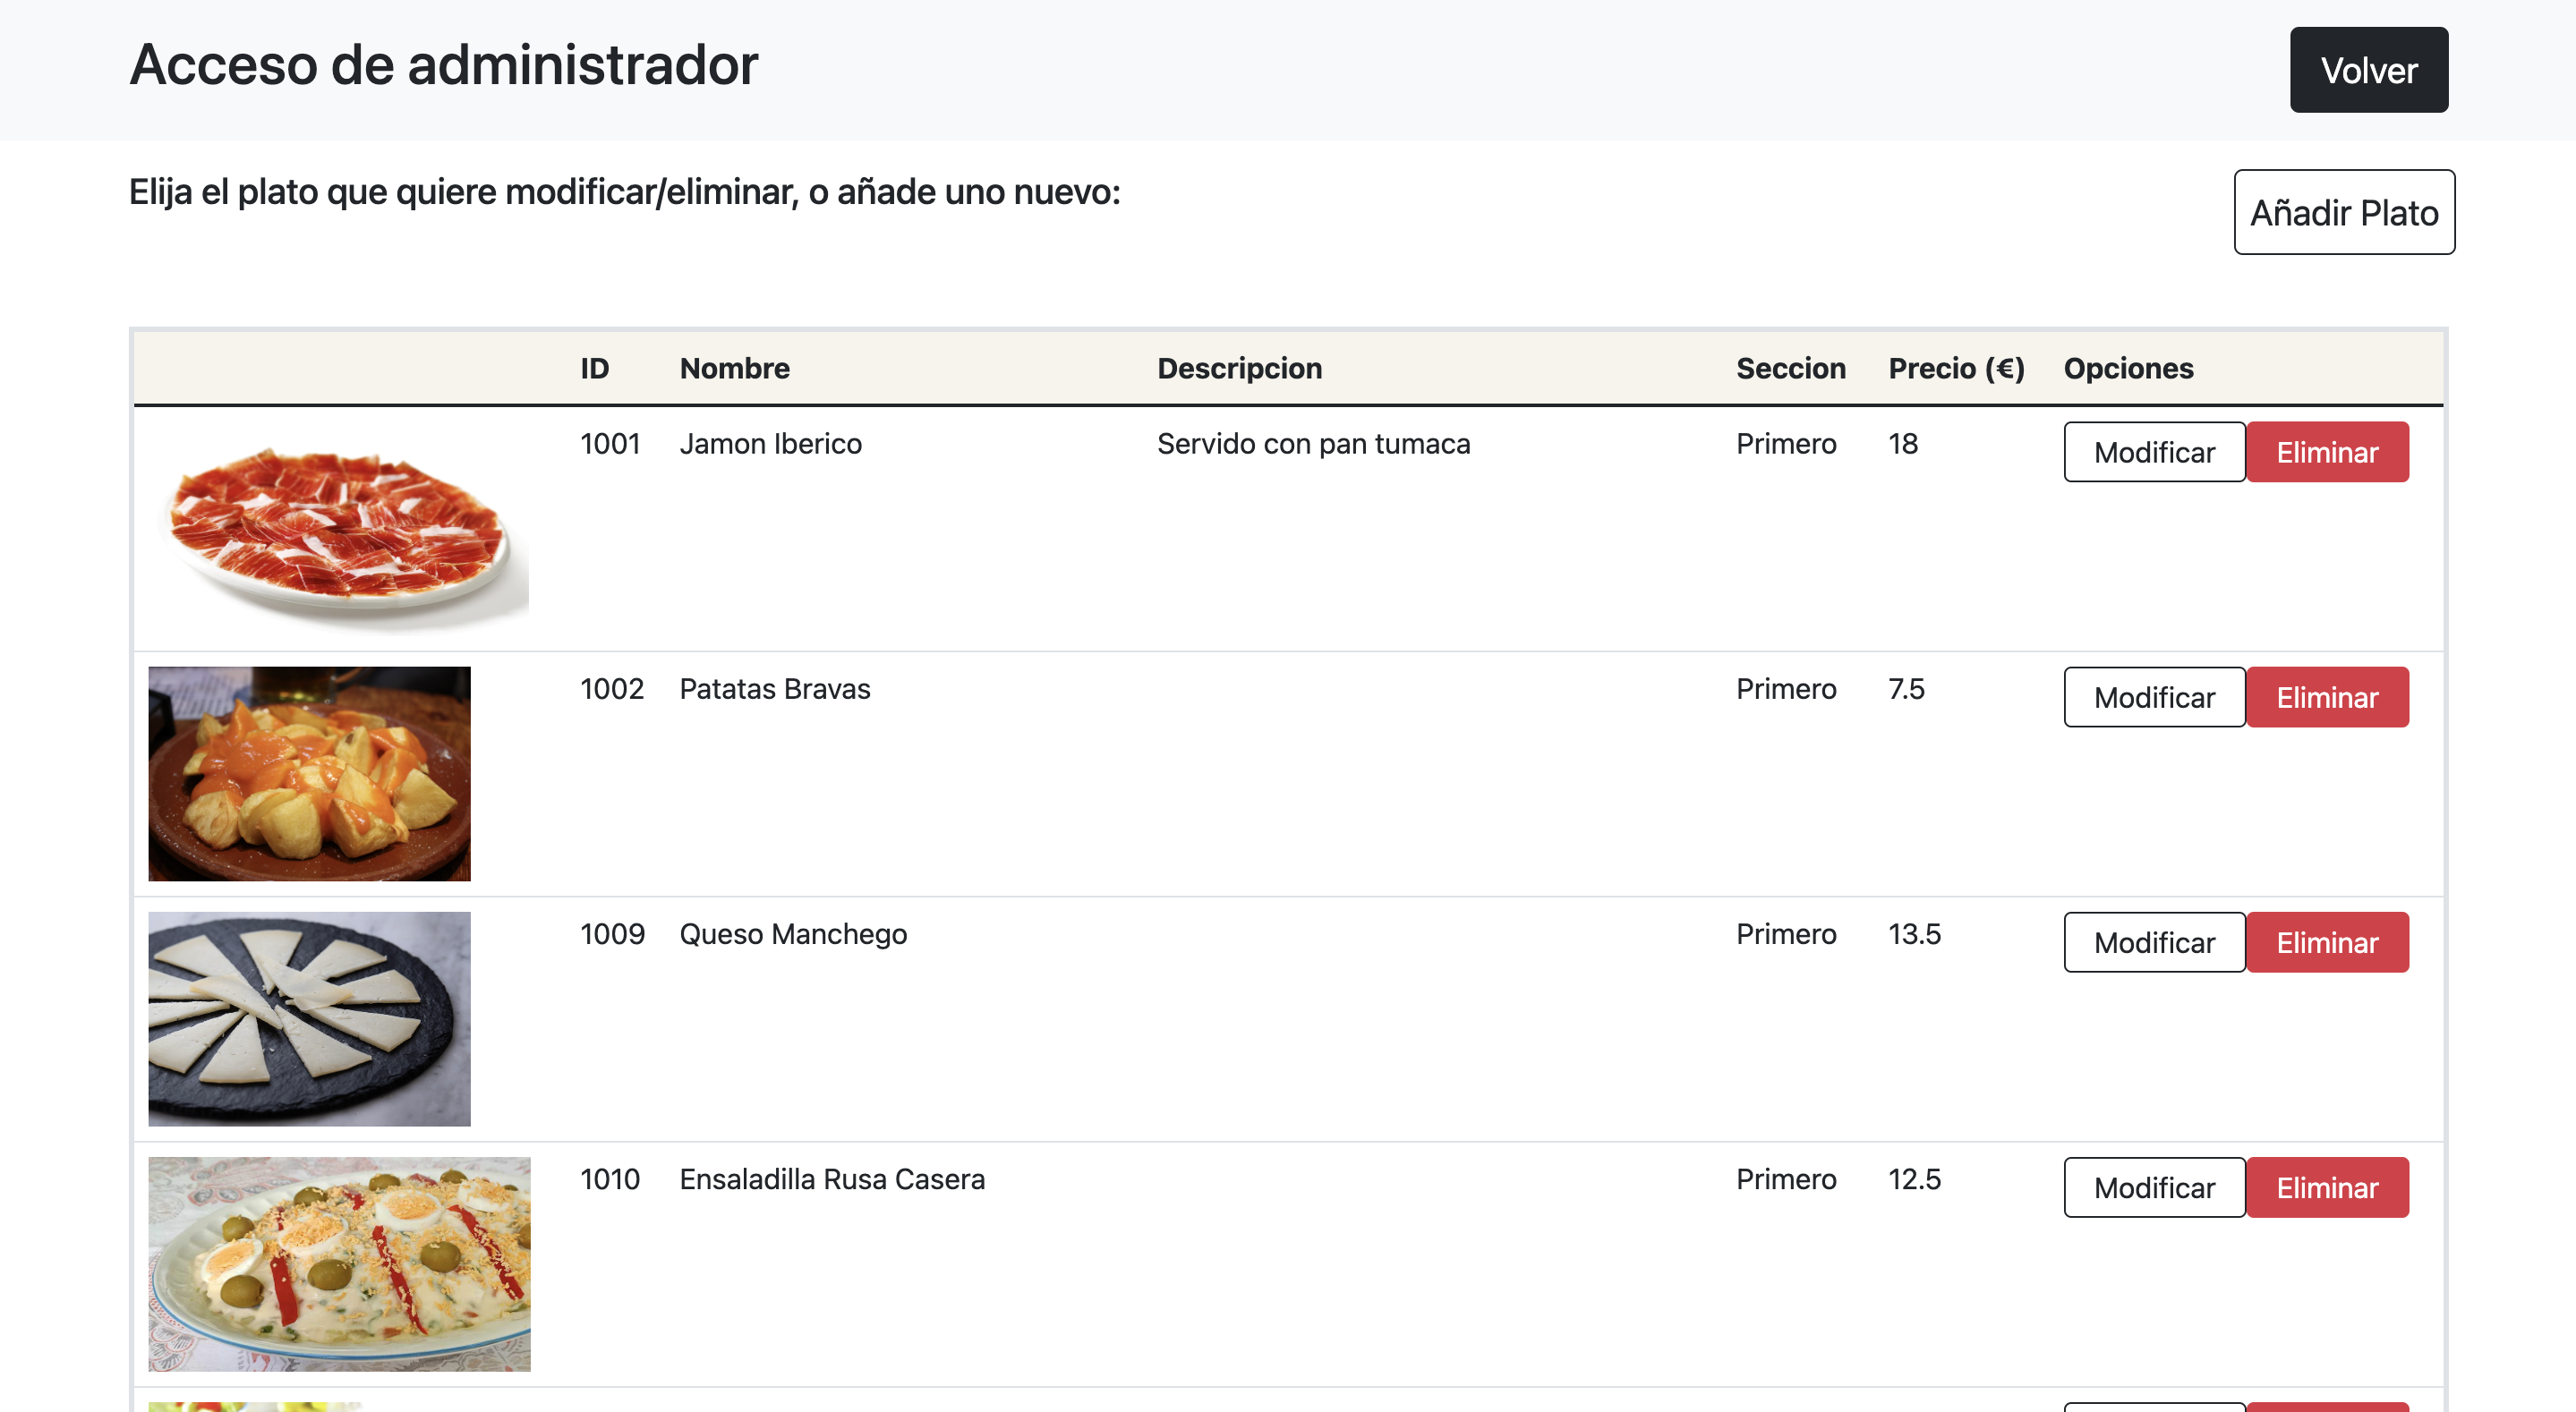 Acceso de administrador
Volver
Elija el plato que quiere modificar/eliminar, o añade uno nuevo:
Añadir Plato
ID Nombre Descripcion Seccion Precio (€) Opciones
1001 Jamon Iberico Servido con pan tumaca Primero 18 Modificar Eliminar
1002 Patatas Bravas Primero 7.5 Modificar Eliminar
1009 Queso Manchego Primero 13.5 Modificar Eliminar
1010 Ensaladilla Rusa Casera Primero 12.5 Modificar Eliminar